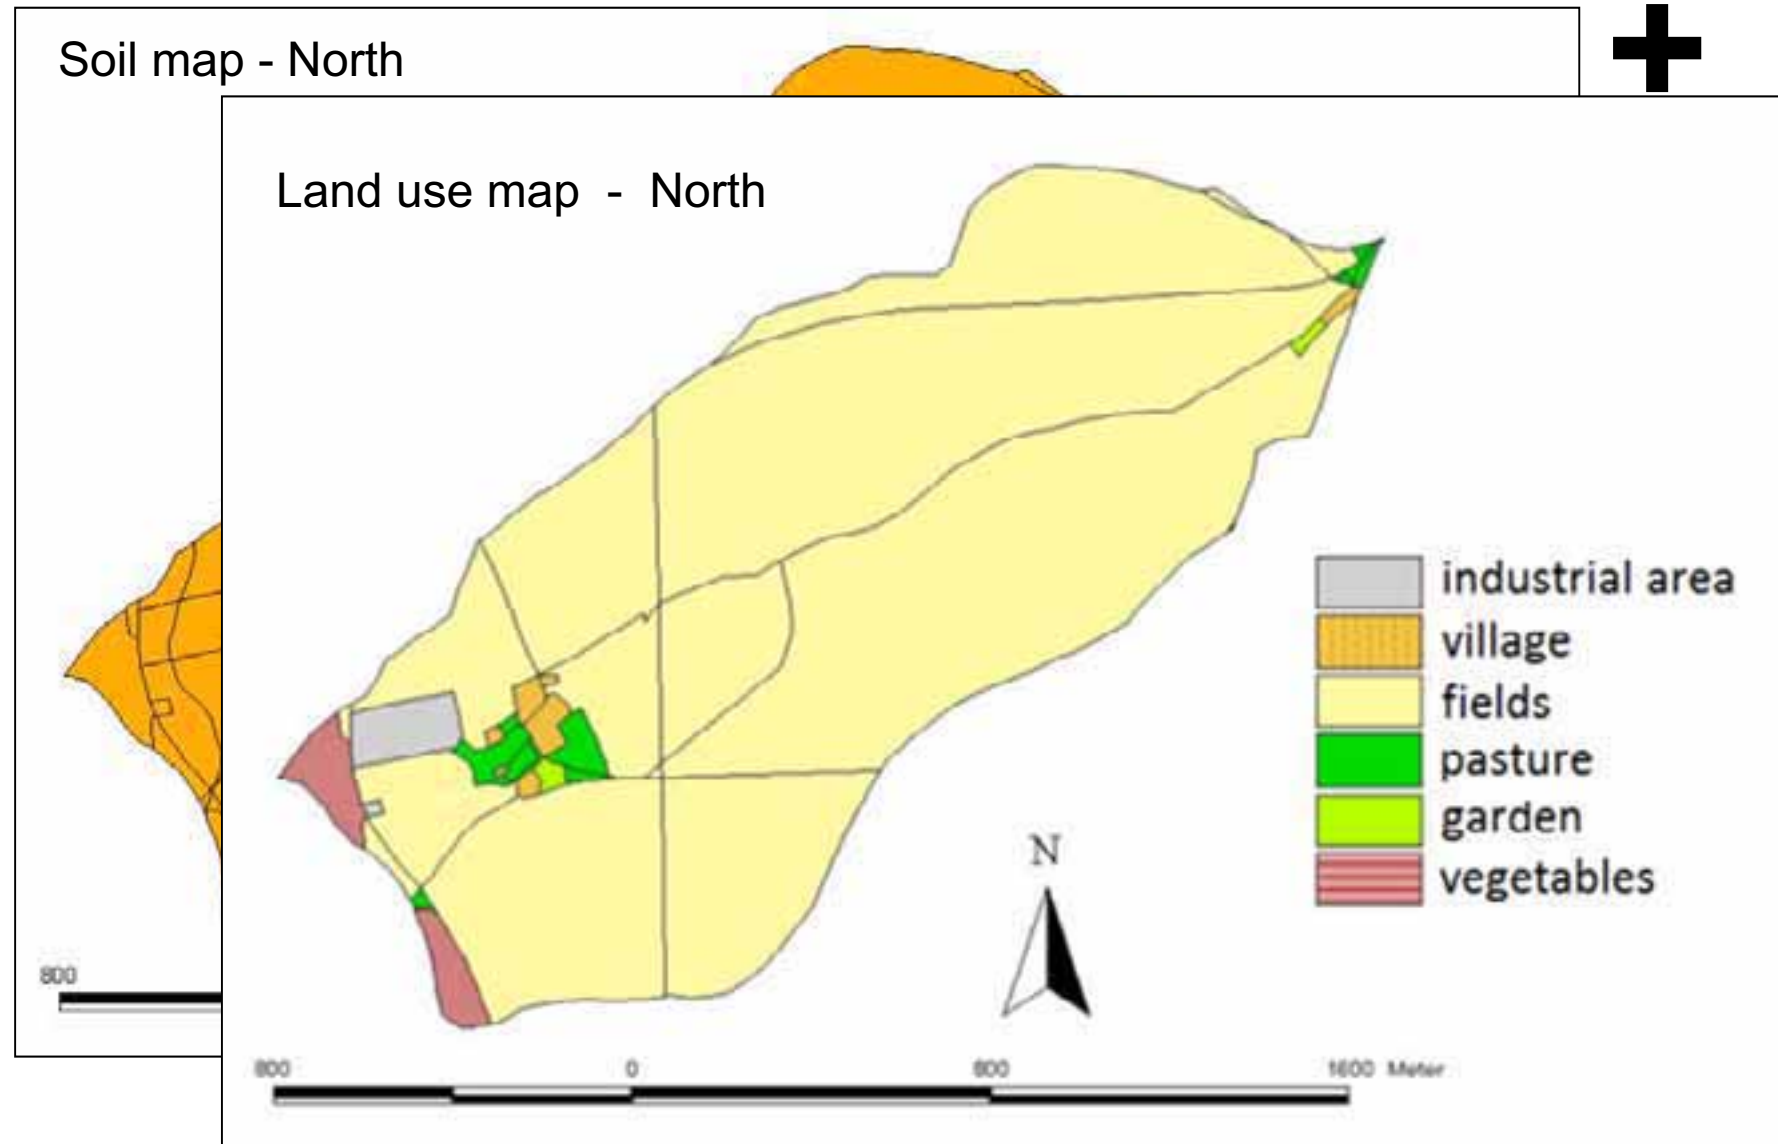 Soil map - North
Land use map - North
industrial area
village
fields
pasture
garden
vegetables
N
800
800 0 800 1600 Meter